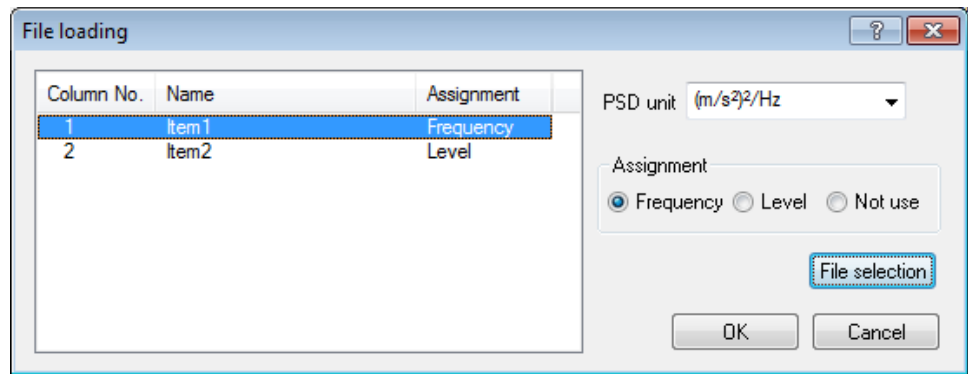 File loading
Column No. Name Assignment
1 Item1 Frequency
2 Item2 Level
PSD unit (m/s²)²/Hz
Assignment
Frequency Level Not use
File selection
OK Cancel